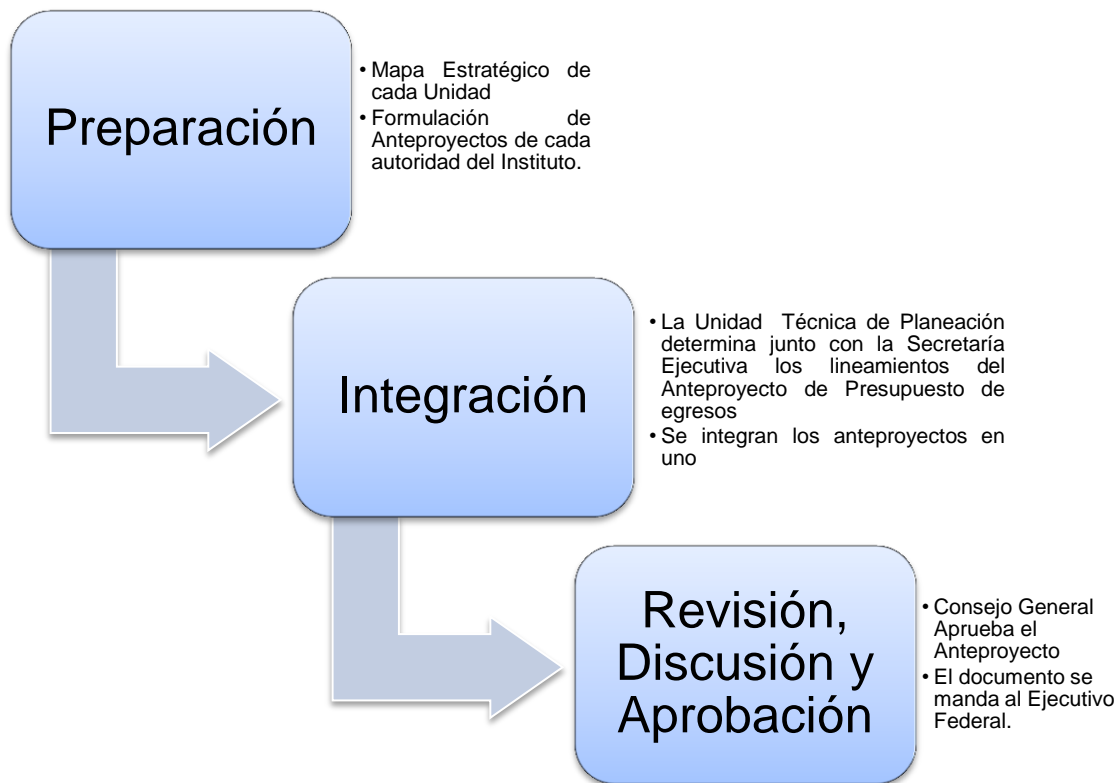 Preparación
• Mapa Estratégico de
cada Unidad
• Formulación de
Anteproyectos de cada
autoridad del Instituto.
Integración
• La Unidad Técnica de Planeación
determina junto con la Secretaría
Ejecutiva los lineamientos del
Anteproyecto de Presupuesto de
egresos
• Se integran los anteproyectos en
uno
Revisión,
Discusión y
Aprobación
• Consejo General
Aprueba el
Anteproyecto
• El documento se
manda al Ejecutivo
Federal.